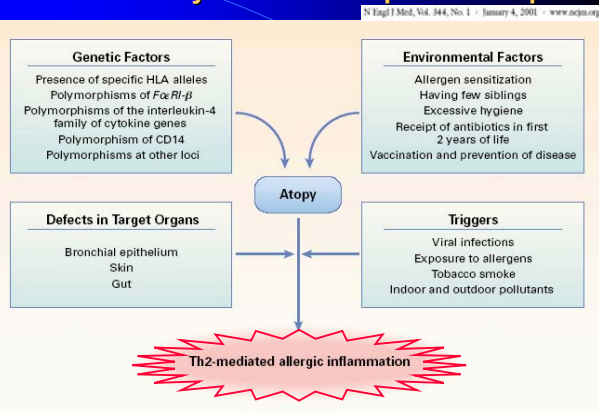 N Engl J Med, Vol. 344, No. 1 · January 4, 2001 · www.nejm.org
Genetic Factors
Presence of specific HLA alleles
Polymorphisms of FcεRI-β
Polymorphisms of the interleukin-4
family of cytokine genes
Polymorphism of CD14
Polymorphisms at other loci
Environmental Factors
Allergen sensitization
Having few siblings
Excessive hygiene
Receipt of antibiotics in first
2 years of life
Vaccination and prevention of disease
Atopy
Defects in Target Organs
Bronchial epithelium
Skin
Gut
Triggers
Viral infections
Exposure to allergens
Tobacco smoke
Indoor and outdoor pollutants
Th2-mediated allergic inflammation